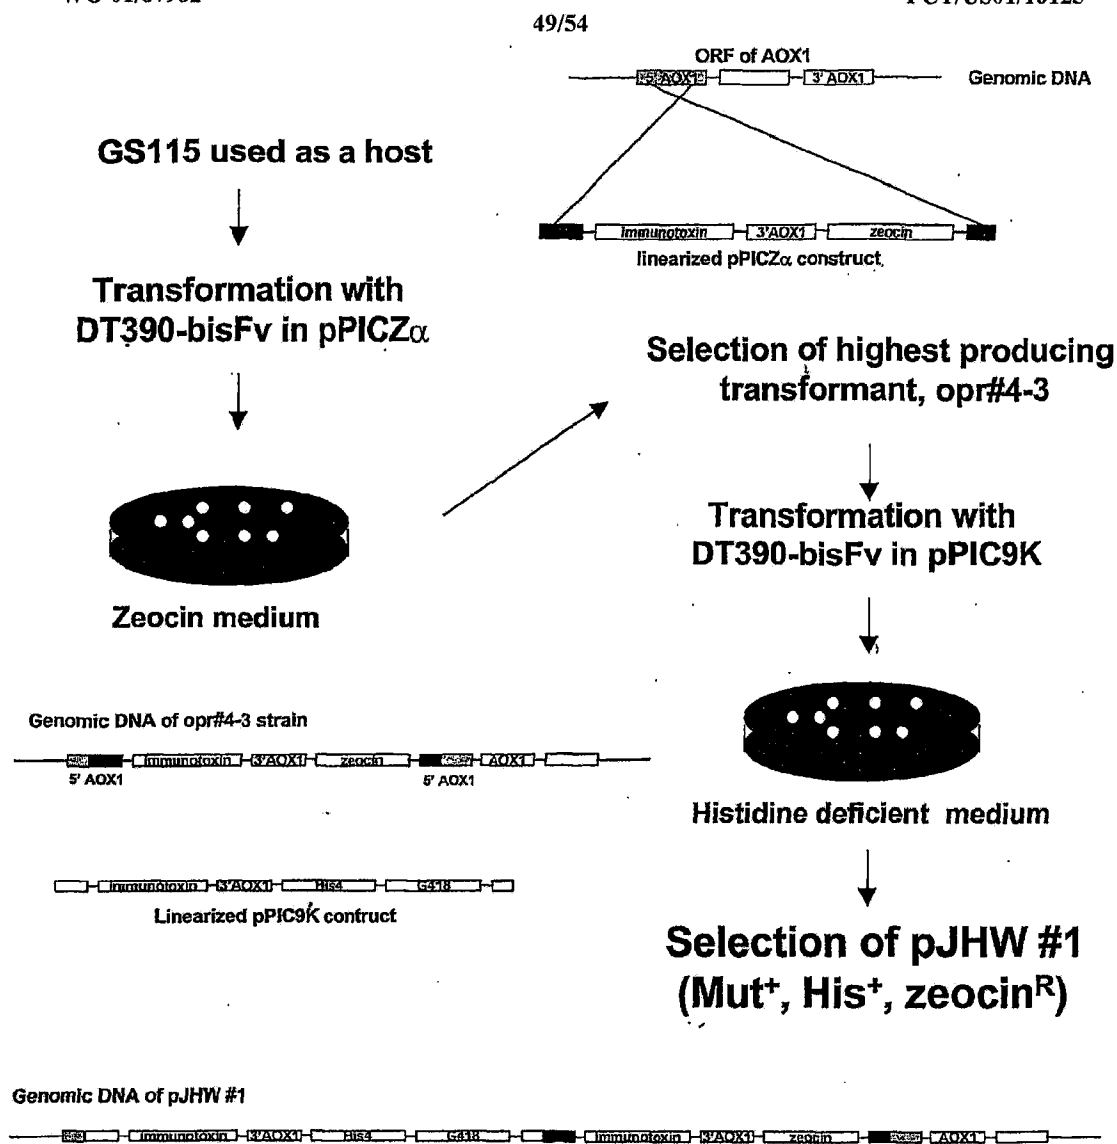 49/54
ORF of AOX1
5' AOX1
3' AOX1
Genomic DNA
GS115 used as a host
Immunotoxin
3'AOX1
zeocin
linearized pPICZα construct
Transformation with
DT390-bisFv in pPICZα
Selection of highest producing
transformant, opr#4-3
Transformation with
DT390-bisFv in pPIC9K
Zeocin medium
Genomic DNA of opr#4-3 strain
Immunotoxin
3'AOX1
zeocin
AOX1
5' AOX1
5' AOX1
Histidine deficient medium
Immunotoxin
3'AOX1
His4
G418
Linearized pPIC9K contruct
Selection of pJHW #1
(Mut⁺, His⁺, zeocinᴿ)
Genomic DNA of pJHW #1
Immunotoxin
3'AOX1
His4
G418
Immunotoxin
3'AOX1
zeocin
AOX1